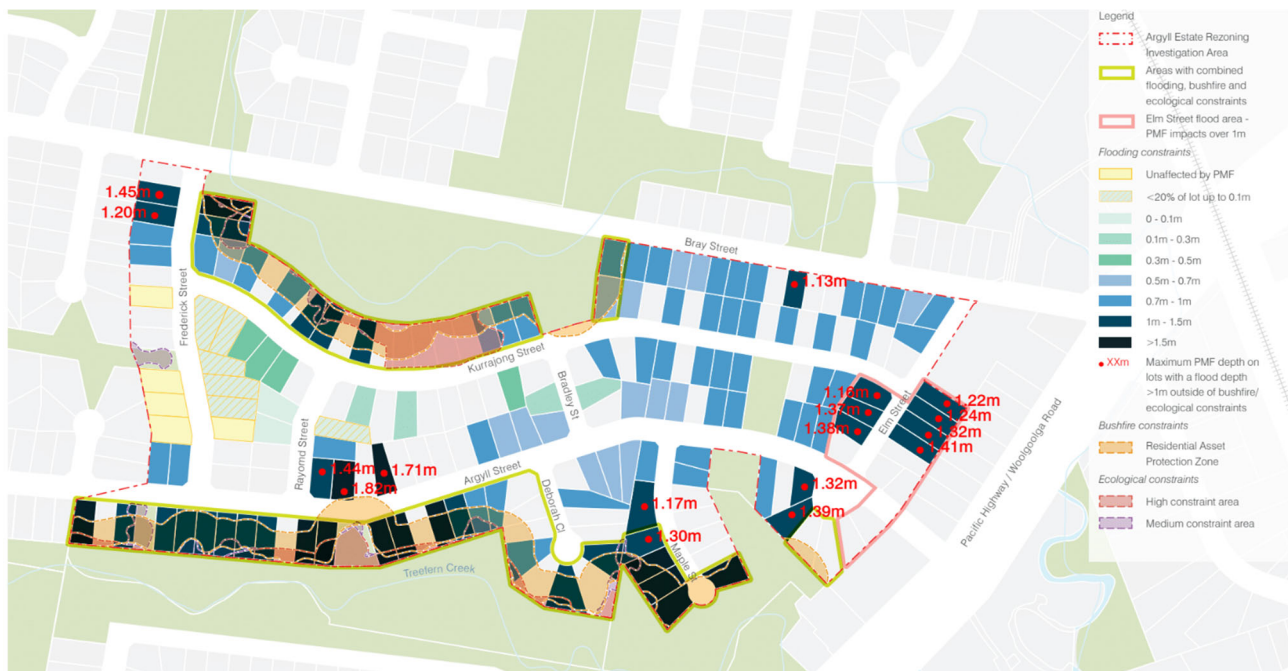 Legend
Argyll Estate Rezoning
Investigation Area
Areas with combined
flooding, bushfire and
ecological constraints
Elm Street flood area -
PMF impacts over 1m
Flooding constraints
Unaffected by PMF
<20% of lot up to 0.1m
0 - 0.1m
0.1m - 0.3m
0.3m - 0.5m
0.5m - 0.7m
0.7m - 1m
1m - 1.5m
>1.5m
XXm
Maximum PMF depth on
lots with a flood depth
>1m outside of bushfire/
ecological constraints
Bushfire constraints
Residential Asset
Protection Zone
Ecological constraints
High constraint area
Medium constraint area
1.45m
1.20m
Frederick Street
Bray Street
1.13m
Kurrajong Street
Bradley St
1.16m
1.37m
1.38m
Elm Street
1.22m
1.24m
1.32m
1.41m
Rayomd Street
1.44m
1.71m
1.82m
Argyll Street
Deborah Cl
1.32m
1.39m
1.17m
1.30m
Maple St
Pacific Highway / Woolgoolga Road
Treefern Creek